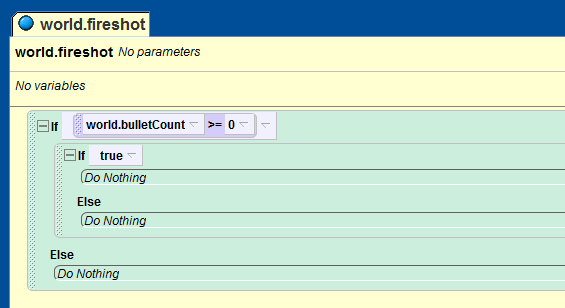 world.fireshot
world.fireshot No parameters
No variables
If world.bulletCount >= 0
If true
Do Nothing
Else
Do Nothing
Else
Do Nothing